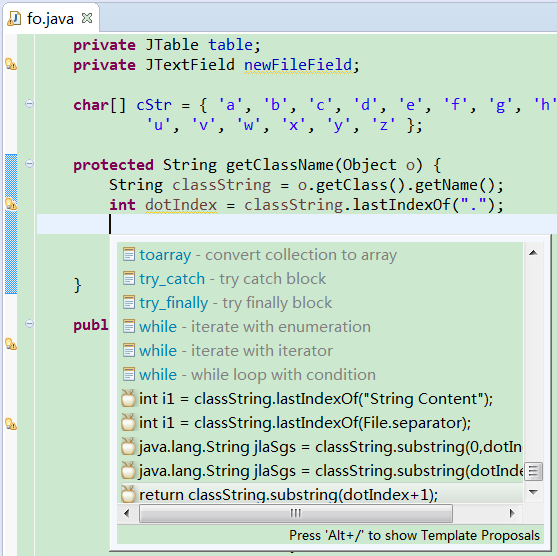 fo.java
private JTable table;
private JTextField newFileField;
char[] cStr = { 'a', 'b', 'c', 'd', 'e', 'f', 'g', 'h'
'u', 'v', 'w', 'x', 'y', 'z' };
protected String getClassName(Object o) {
String classString = o.getClass().getName();
int dotIndex = classString.lastIndexOf(".");
toarray - convert collection to array
try_catch - try catch block
try_finally - try finally block
while - iterate with enumeration
while - iterate with iterator
while - while loop with condition
int i1 = classString.lastIndexOf("String Content");
int i1 = classString.lastIndexOf(File.separator);
java.lang.String jlaSgs = classString.substring(0,dotIn
java.lang.String jlaSgs = classString.substring(dotInde
return classString.substring(dotIndex+1);
Press 'Alt+/' to show Template Proposals
}
publ